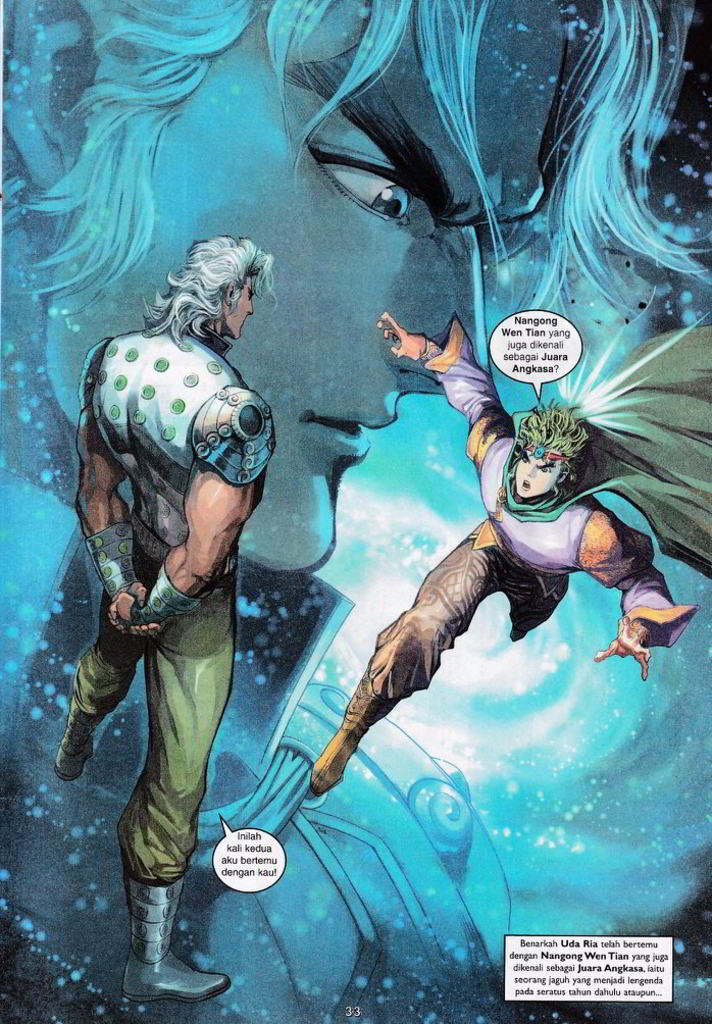 Nangong
Wen Tian yang
juga dikenali
sebagai Juara
Angkasa?
Inilah
kali kedua
aku bertemu
dengan kau!
Benarkah Uda Ria telah bertemu
dengan Nangong Wen Tian yang juga
dikenali sebagai Juara Angkasa, iaitu
seorang jaguh yang menjadi lengenda
pada seratus tahun dahulu ataupun...
33